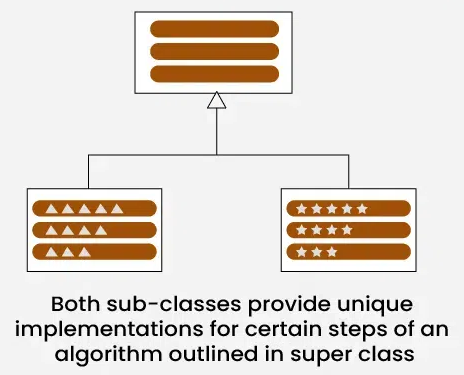 Both sub-classes provide unique
implementations for certain steps of an
algorithm outlined in super class